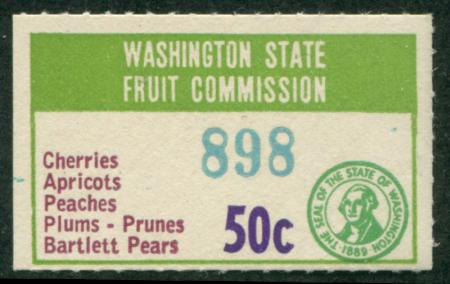 WASHINGTON STATE
FRUIT COMMISSION
898
Cherries
Apricots
Peaches
Plums - Prunes
Bartlett Pears
50c
THE SEAL OF THE STATE OF WASHINGTON
·1889·